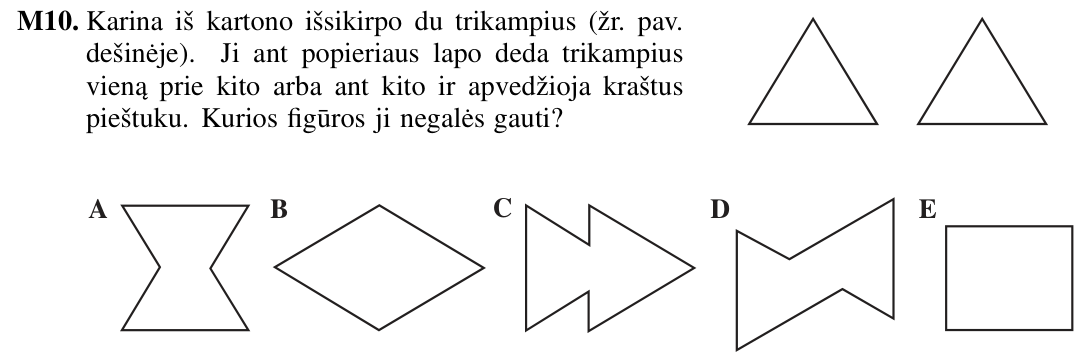 M10. Karina iš kartono išsikirpo du trikampius (žr. pav.
dešinėje). Ji ant popieriaus lapo deda trikampius
vieną prie kito arba ant kito ir apvedžioja kraštus
pieštuku. Kurios figūros ji negalės gauti?
A B C D E